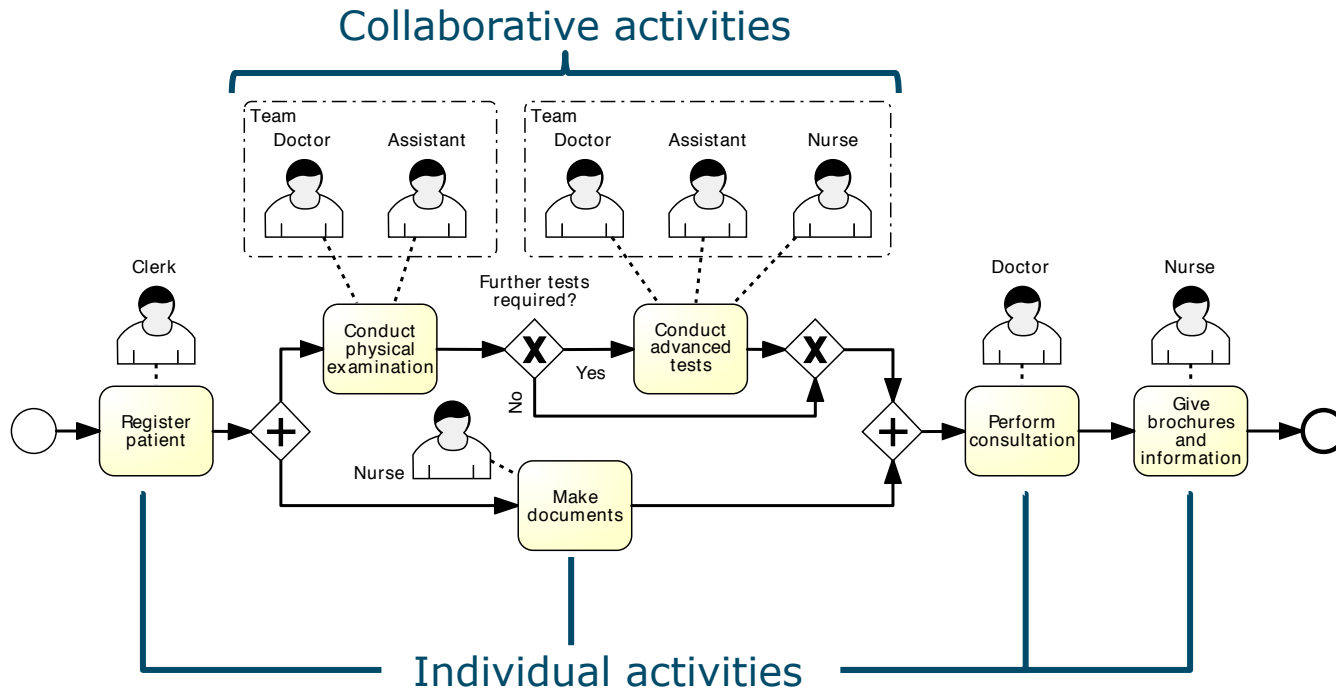 Collaborative activities
Team
Doctor
Assistant
Team
Doctor
Assistant
Nurse
Clerk
Further tests
required?
Doctor
Nurse
Conduct
physical
examination
X
Yes
No
Conduct
advanced
tests
X
Register
patient
+
+
Perform
consultation
Give
brochures
and
information
Nurse
Make
documents
Individual activities